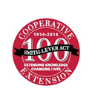 COOPERATIVE
1914-2014
100
SMITH-LEVER ACT
EXTENDING KNOWLEDGE
CHANGING LIVES
EXTENSION